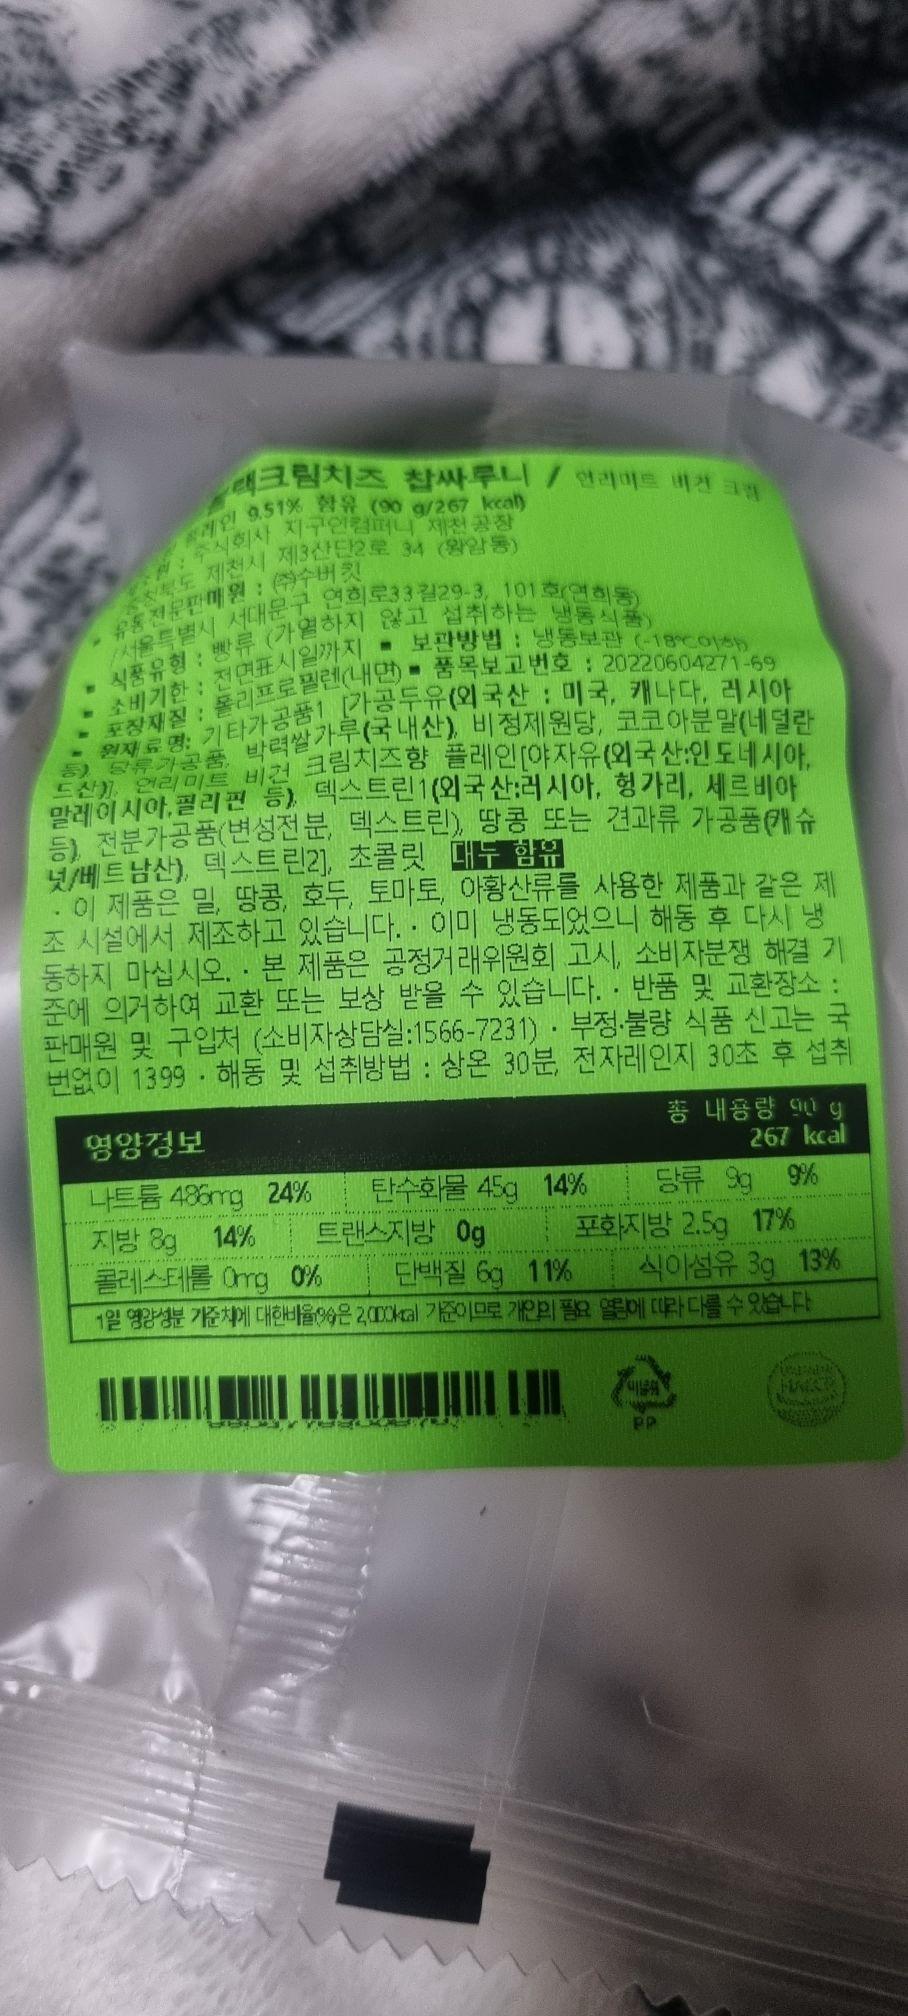 크림치즈 찹싸루니 / 언리미트 비건 크림
플레인 9.51% 함유 (90 g/267 kcal)
주식회사 지구인컴퍼니 제천공장
제천시 제3산단2로 34 (왕암동)
유통전문판매원 : ㈜수버킷
/서울특별시 서대문구 연희로33길29-3, 101호(연희동)
▪ 식품유형 : 빵류 (가열하지 않고 섭취하는 냉동식품)
▪ 소비기한 : 전면표시일까지 ▪ 보관방법 : 냉동보관 (-18℃이하)
▪ 포장재질 : 폴리프로필렌(내면) ▪ 품목보고번호 : 20220604271-69
▪ 원재료명: 기타가공품1 [가공두유(외국산 : 미국, 캐나다, 러시아
등), 당류가공품, 박력쌀가루(국내산), 비정제원당, 코코아분말(네덜란
드산)], 언리미트 비건 크림치즈향 플레인[야자유(외국산:인도네시아,
말레이시아,필리핀 등), 덱스트린1(외국산:러시아, 헝가리, 세르비아
등), 전분가공품(변성전분, 덱스트린), 땅콩 또는 견과류 가공품(캐슈
넛/베트남산), 덱스트린2], 초콜릿 대두 함유
· 이 제품은 밀, 땅콩, 호두, 토마토, 아황산류를 사용한 제품과 같은 제
조 시설에서 제조하고 있습니다. · 이미 냉동되었으니 해동 후 다시 냉
동하지 마십시오. · 본 제품은 공정거래위원회 고시, 소비자분쟁 해결 기
준에 의거하여 교환 또는 보상 받을 수 있습니다. · 반품 및 교환장소 :
판매원 및 구입처 (소비자상담실:1566-7231) · 부정·불량 식품 신고는 국
번없이 1399 · 해동 및 섭취방법 : 상온 30분, 전자레인지 30초 후 섭취
영양정보
총 내용량 90 g
267 kcal
나트륨 486mg 24% 탄수화물 45g 14% 당류 9g 9%
지방 8g 14% 트랜스지방 0g 포화지방 2.5g 17%
콜레스테롤 0mg 0% 단백질 6g 11% 식이섬유 3g 13%
1일 영양성분 기준치에 대한비율(%)은 2,000kcal 기준이므로 개인의 필요 열량에 따라 다를 수 있습니다
비닐류
PP
HACCP